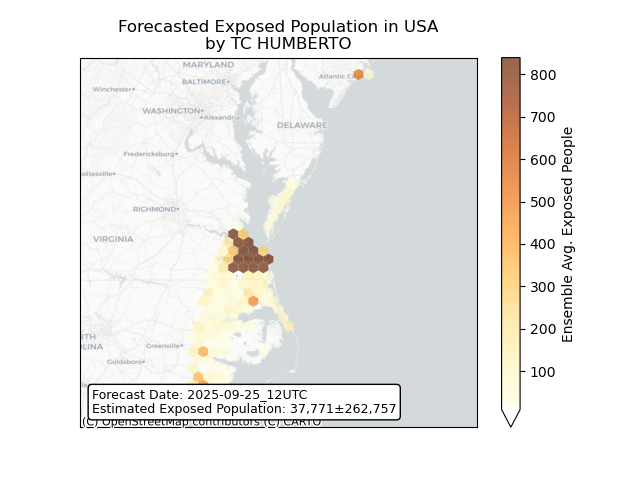 Forecasted Exposed Population in USA
by TC HUMBERTO
MARYLAND
BALTIMORE
Winchester
Atlantic
WASHINGTON
Alexandria
DELAWARE
Fredericksburg
ottesville
RICHMOND
VIRGINIA
RTH
LINA
Greenville
Goldsboro
Forecast Date: 2025-09-25_12UTC
Estimated Exposed Population: 37,771±262,757
(C) OpenStreetMap contributors (C) CARTO
800
700
600
500
400
300
200
100
Ensemble Avg. Exposed People